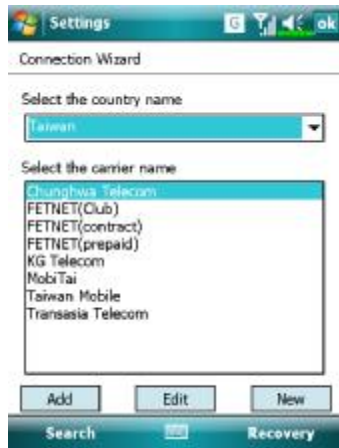 Settings
G
ok
Connection Wizard
Select the country name
Taiwan
Select the carrier name
Chunghwa Telecom
FETNET(Club)
FETNET(contract)
FETNET(prepaid)
KG Telecom
MobiTai
Taiwan Mobile
Transasia Telecom
Add
Edit
New
Search
Recovery